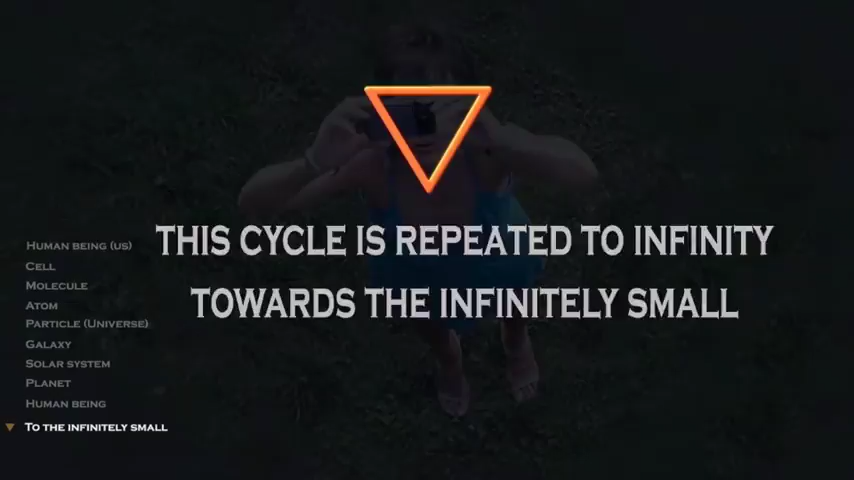 THIS CYCLE IS REPEATED TO INFINITY
TOWARDS THE INFINITELY SMALL
HUMAN BEING (US)
CELL
MOLECULE
ATOM
PARTICLE (UNIVERSE)
GALAXY
SOLAR SYSTEM
PLANET
HUMAN BEING
TO THE INFINITELY SMALL